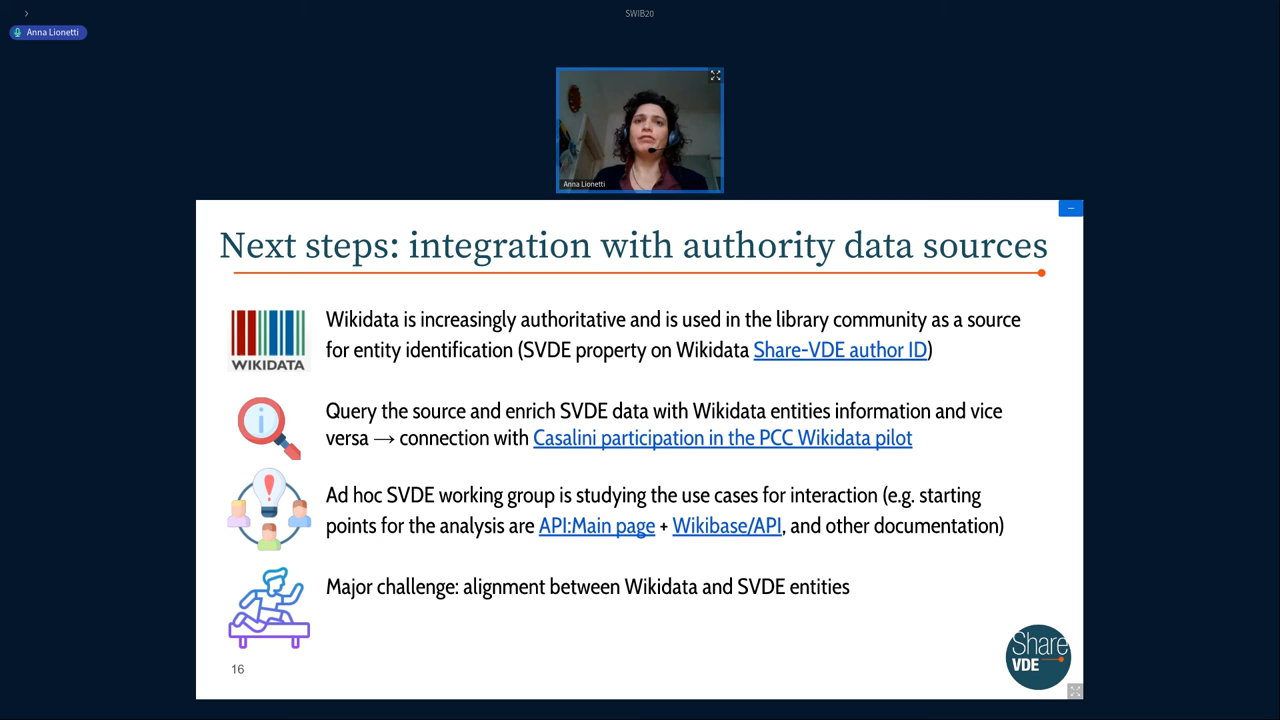 SWIB20
Anna Lionetti
Anna Lionetti
Next steps: integration with authority data sources
WIKIDATA
Wikidata is increasingly authoritative and is used in the library community as a source
for entity identification (SVDE property on Wikidata Share-VDE author ID)
Query the source and enrich SVDE data with Wikidata entities information and vice
versa → connection with Casalini participation in the PCC Wikidata pilot
Ad hoc SVDE working group is studying the use cases for interaction (e.g. starting
points for the analysis are API:Main page + Wikibase/API, and other documentation)
Major challenge: alignment between Wikidata and SVDE entities
16
Share
VDE